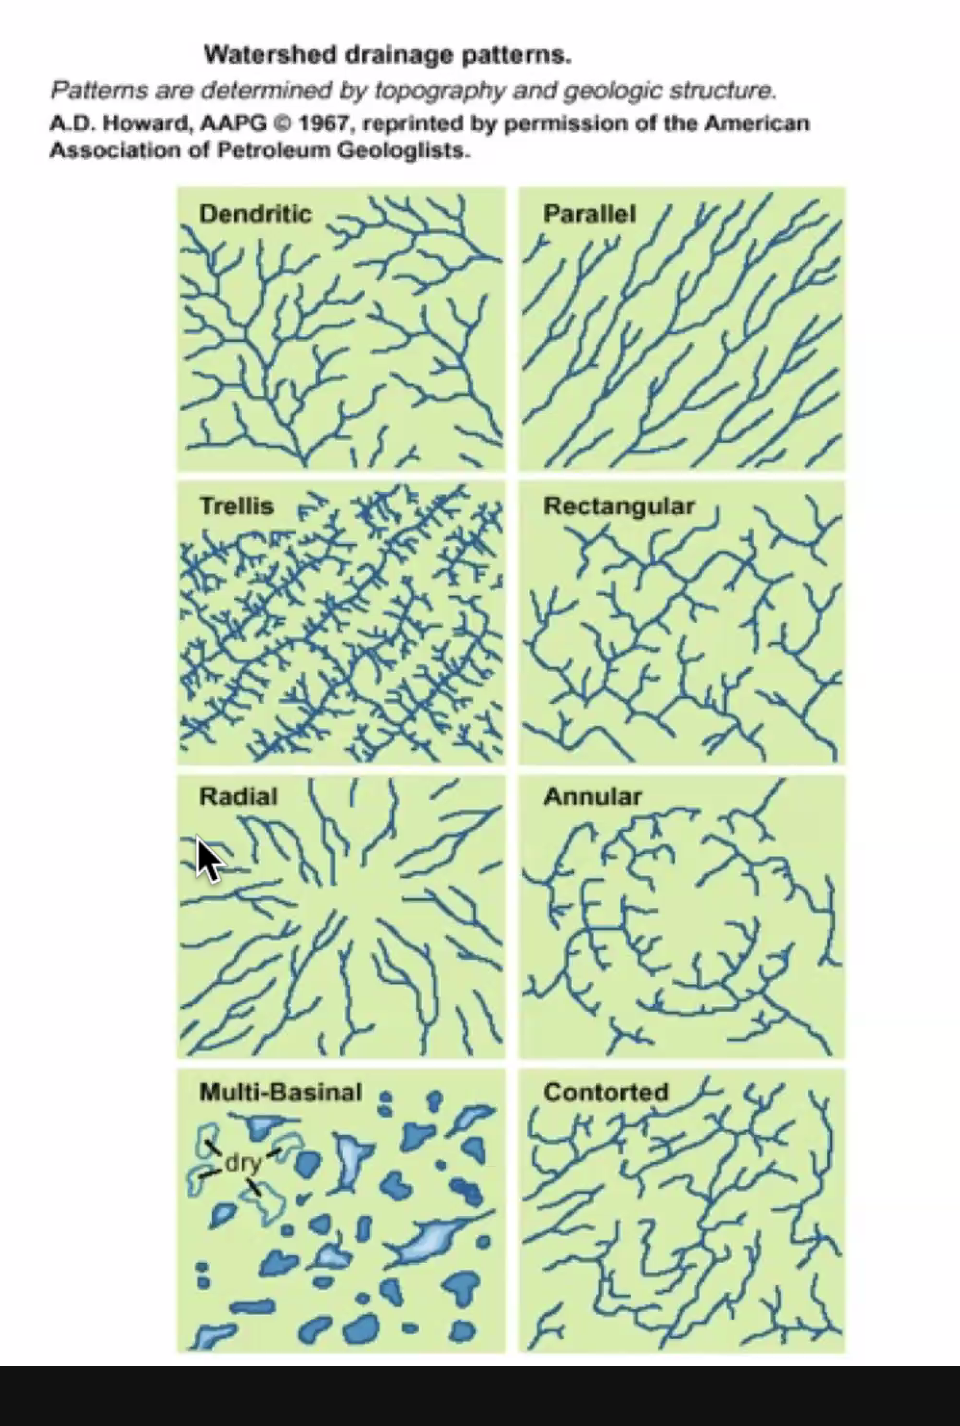 Watershed drainage patterns.
Patterns are determined by topography and geologic structure.
A.D. Howard, AAPG © 1967, reprinted by permission of the American
Association of Petroleum Geologlists.
Dendritic
Parallel
Trellis
Rectangular
Radial
Annular
Multi-Basinal
dry
Contorted